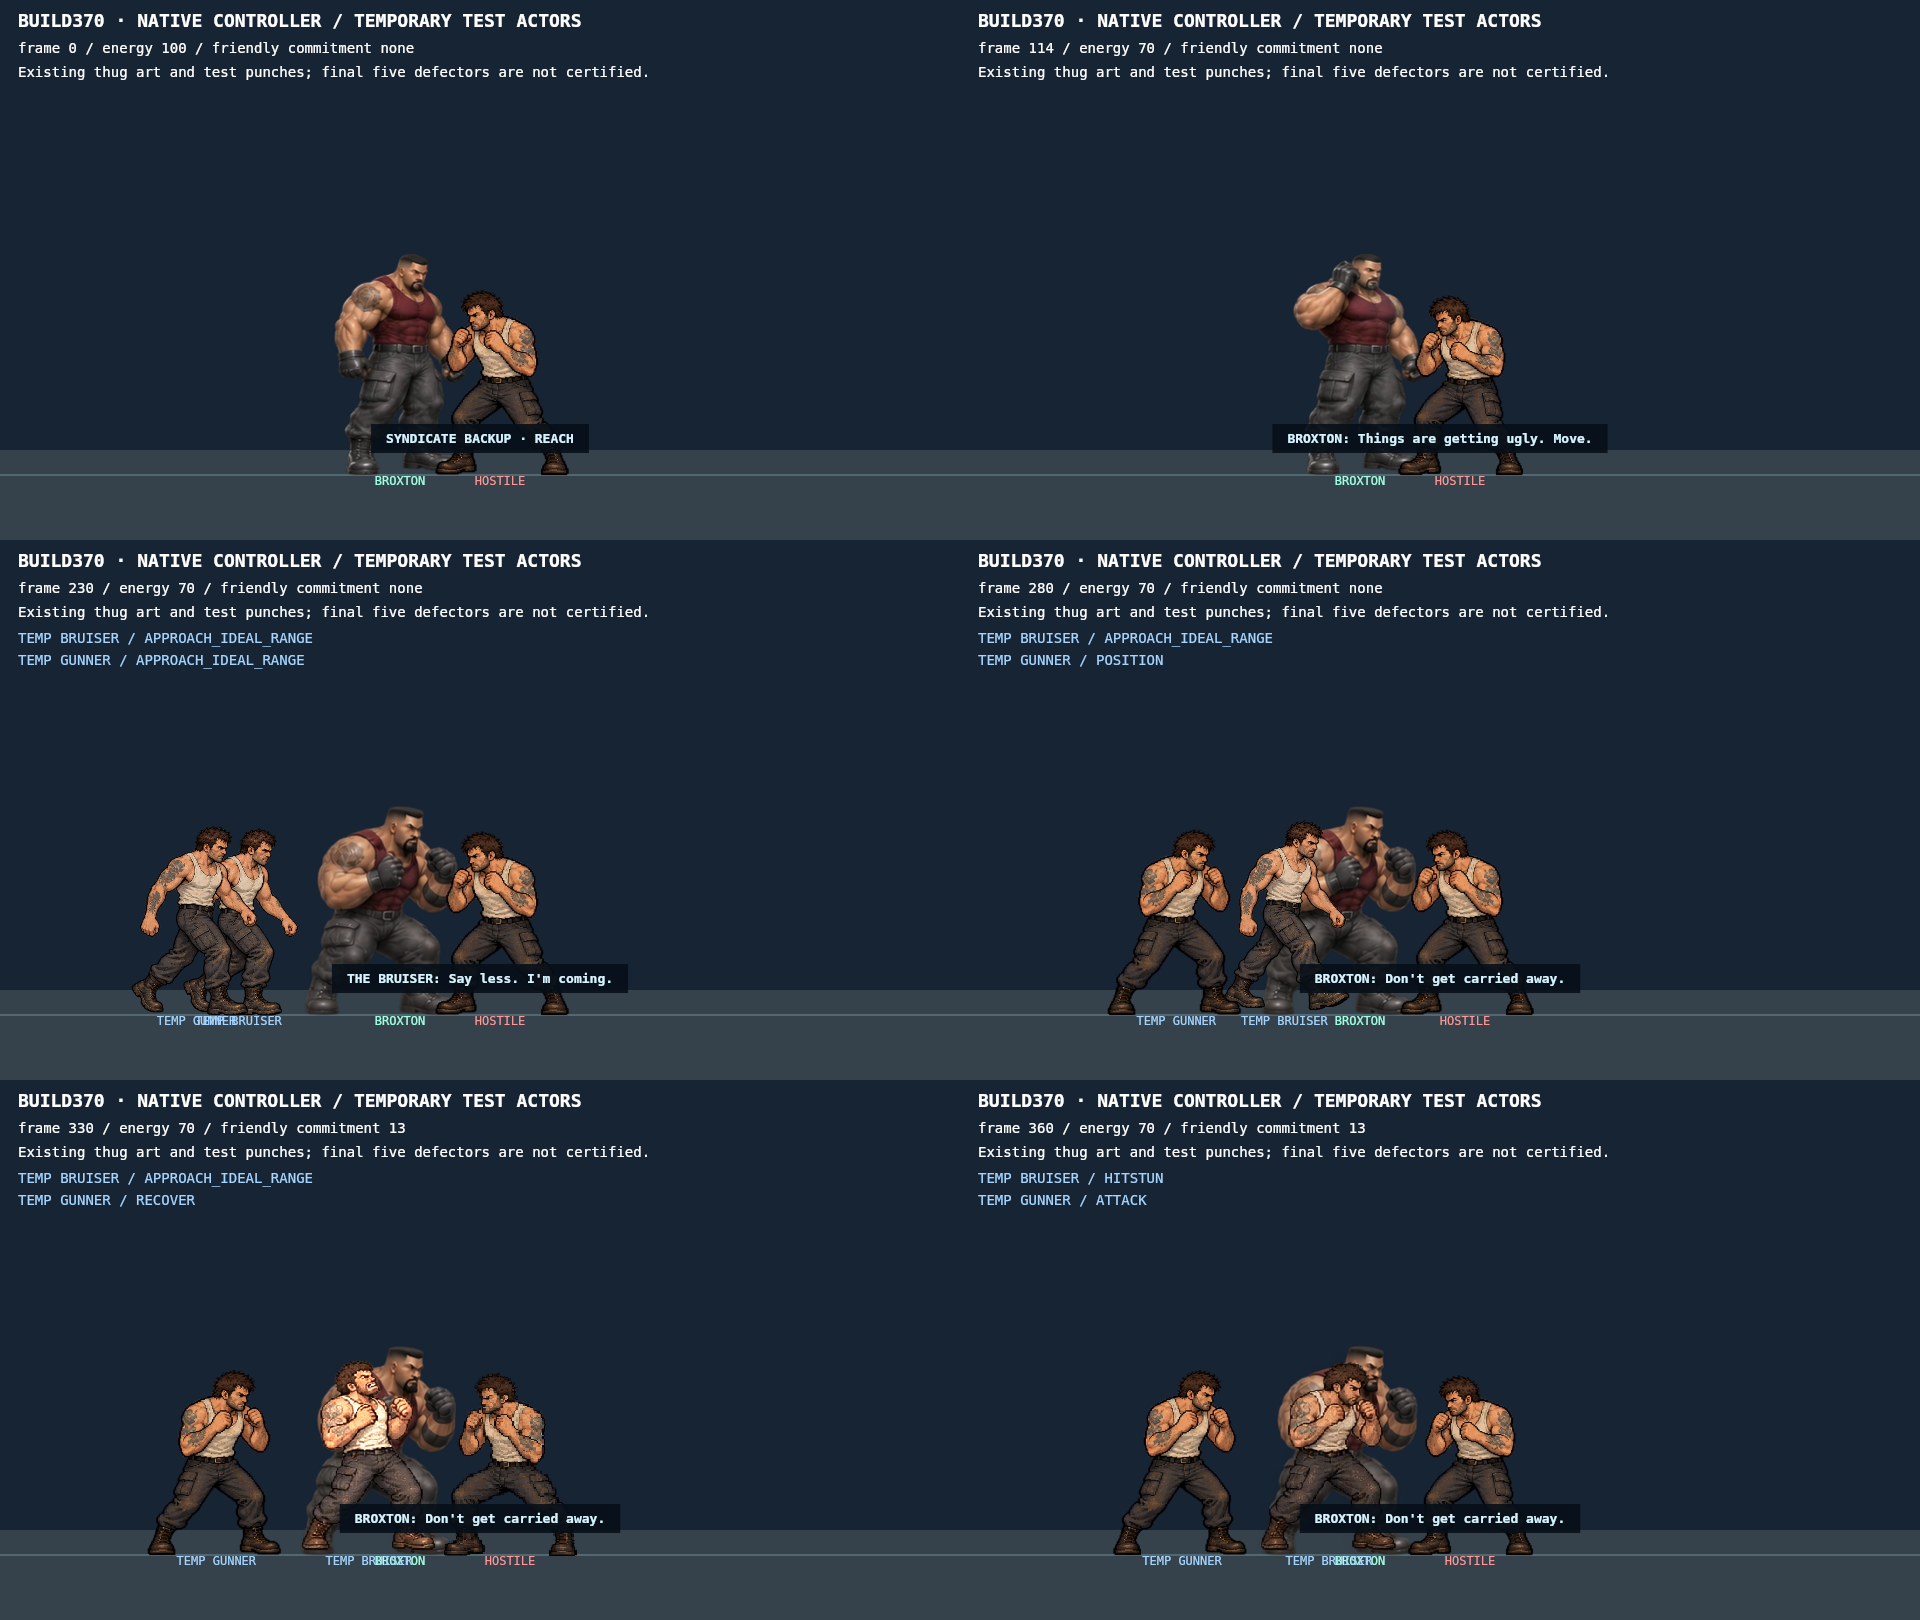 BUILD370 · NATIVE CONTROLLER / TEMPORARY TEST ACTORS
frame 0 / energy 100 / friendly commitment none
Existing thug art and test punches; final five defectors are not certified.
SYNDICATE BACKUP · REACH
BROXTON
HOSTILE
BUILD370 · NATIVE CONTROLLER / TEMPORARY TEST ACTORS
frame 114 / energy 70 / friendly commitment none
Existing thug art and test punches; final five defectors are not certified.
BROXTON: Things are getting ugly. Move.
BROXTON
HOSTILE
BUILD370 · NATIVE CONTROLLER / TEMPORARY TEST ACTORS
frame 230 / energy 70 / friendly commitment none
Existing thug art and test punches; final five defectors are not certified.
TEMP BRUISER / APPROACH_IDEAL_RANGE
TEMP GUNNER / APPROACH_IDEAL_RANGE
THE BRUISER: Say less. I'm coming.
TEMP GUNNER
TEMP BRUISER
BROXTON
HOSTILE
BUILD370 · NATIVE CONTROLLER / TEMPORARY TEST ACTORS
frame 280 / energy 70 / friendly commitment none
Existing thug art and test punches; final five defectors are not certified.
TEMP BRUISER / APPROACH_IDEAL_RANGE
TEMP GUNNER / POSITION
BROXTON: Don't get carried away.
TEMP GUNNER
TEMP BRUISER
BROXTON
HOSTILE
BUILD370 · NATIVE CONTROLLER / TEMPORARY TEST ACTORS
frame 330 / energy 70 / friendly commitment 13
Existing thug art and test punches; final five defectors are not certified.
TEMP BRUISER / APPROACH_IDEAL_RANGE
TEMP GUNNER / RECOVER
BROXTON: Don't get carried away.
TEMP GUNNER
TEMP BRUISER
BROXTON
HOSTILE
BUILD370 · NATIVE CONTROLLER / TEMPORARY TEST ACTORS
frame 360 / energy 70 / friendly commitment 13
Existing thug art and test punches; final five defectors are not certified.
TEMP BRUISER / HITSTUN
TEMP GUNNER / ATTACK
BROXTON: Don't get carried away.
TEMP GUNNER
TEMP BRUISER
BROXTON
HOSTILE